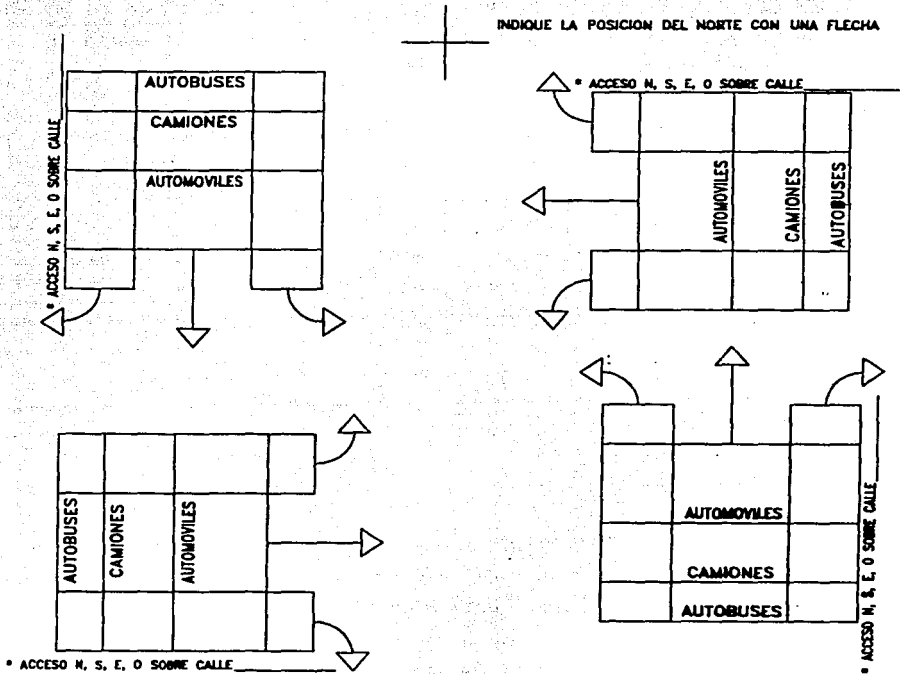 INDIQUE LA POSICION DEL NORTE CON UNA FLECHA
* ACCESO N, S, E, O SOBRE CALLE
AUTOBUSES
CAMIONES
AUTOMOVILES
* ACCESO N, S, E, O SOBRE CALLE
AUTOMOVILES
CAMIONES
AUTOBUSES
AUTOBUSES
CAMIONES
AUTOMOVILES
* ACCESO N, S, E, O SOBRE CALLE
AUTOMOVILES
CAMIONES
AUTOBUSES
* ACCESO N, S, E, O SOBRE CALLE